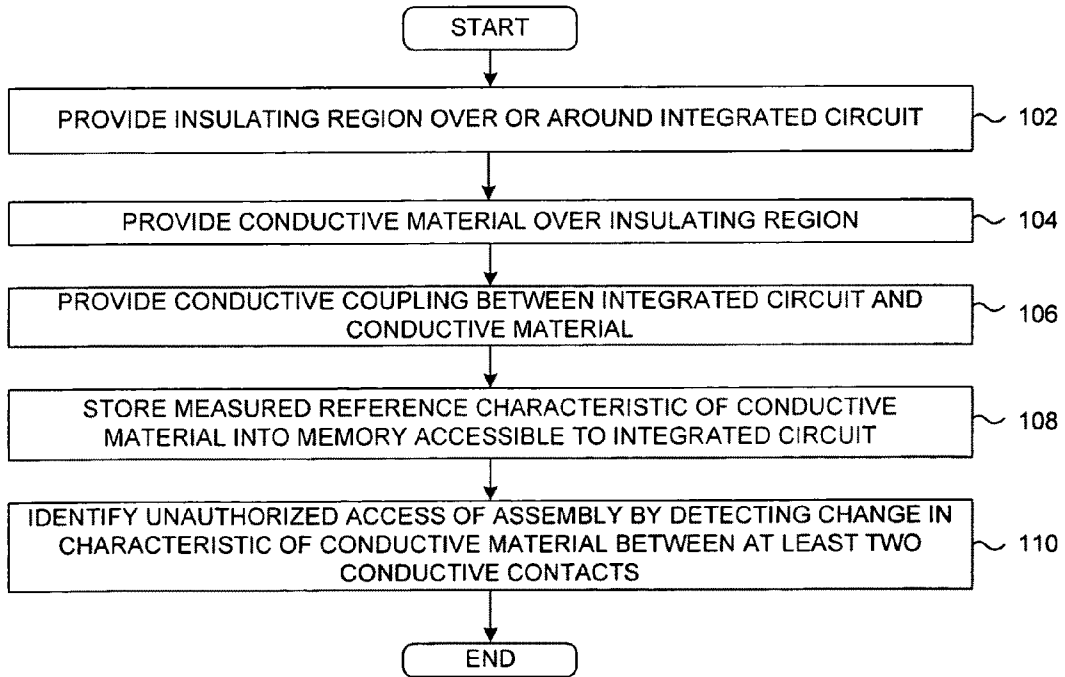 START
PROVIDE INSULATING REGION OVER OR AROUND INTEGRATED CIRCUIT
102
PROVIDE CONDUCTIVE MATERIAL OVER INSULATING REGION
104
PROVIDE CONDUCTIVE COUPLING BETWEEN INTEGRATED CIRCUIT AND
CONDUCTIVE MATERIAL
106
STORE MEASURED REFERENCE CHARACTERISTIC OF CONDUCTIVE
MATERIAL INTO MEMORY ACCESSIBLE TO INTEGRATED CIRCUIT
108
IDENTIFY UNAUTHORIZED ACCESS OF ASSEMBLY BY DETECTING CHANGE IN
CHARACTERISTIC OF CONDUCTIVE MATERIAL BETWEEN AT LEAST TWO
CONDUCTIVE CONTACTS
110
END